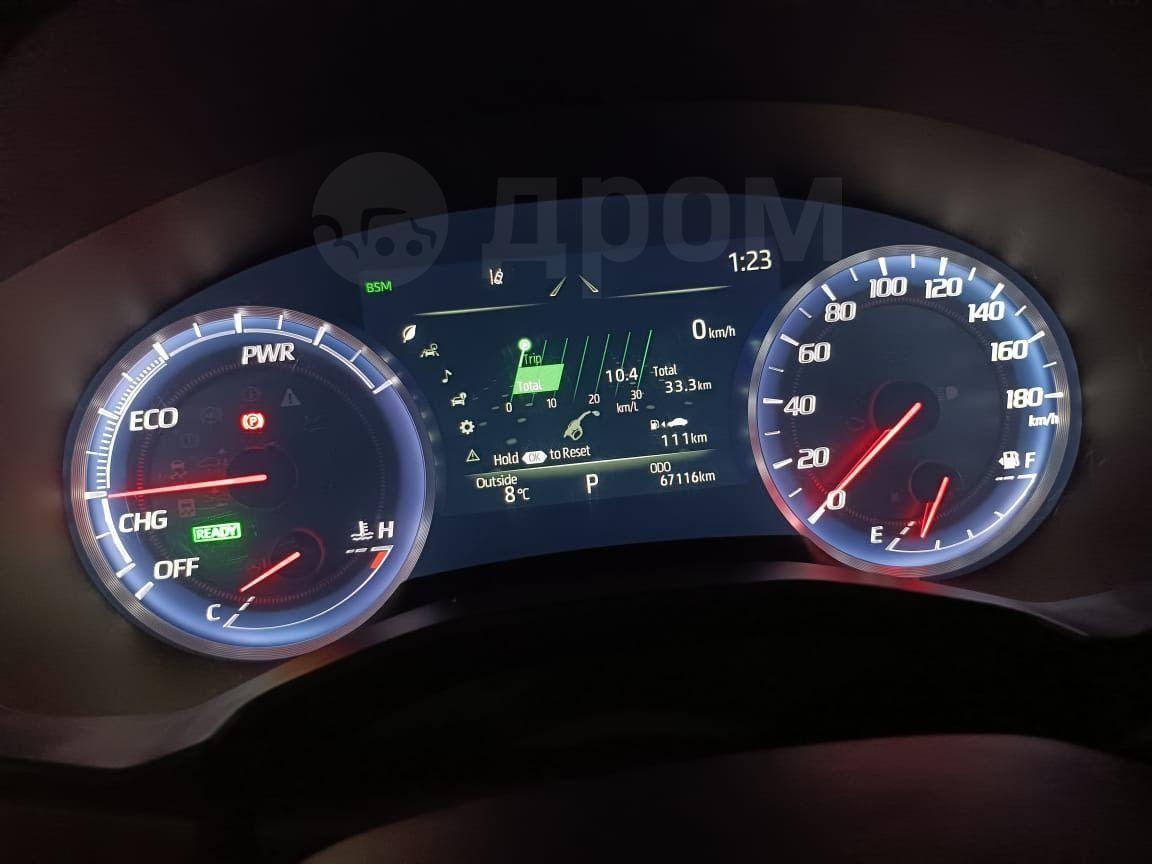 дром
BSM
1:23
0 km/h
Trip
Total
10.4
Total
33.3km
0 10 20 30
km/L
111km
Hold OK to Reset
Outside
8°C
P
ODO
67116km
PWR
ECO
CHG
OFF
P
READY
C
H
0
20
40
60
80
100
120
140
160
180
km/h
E
F